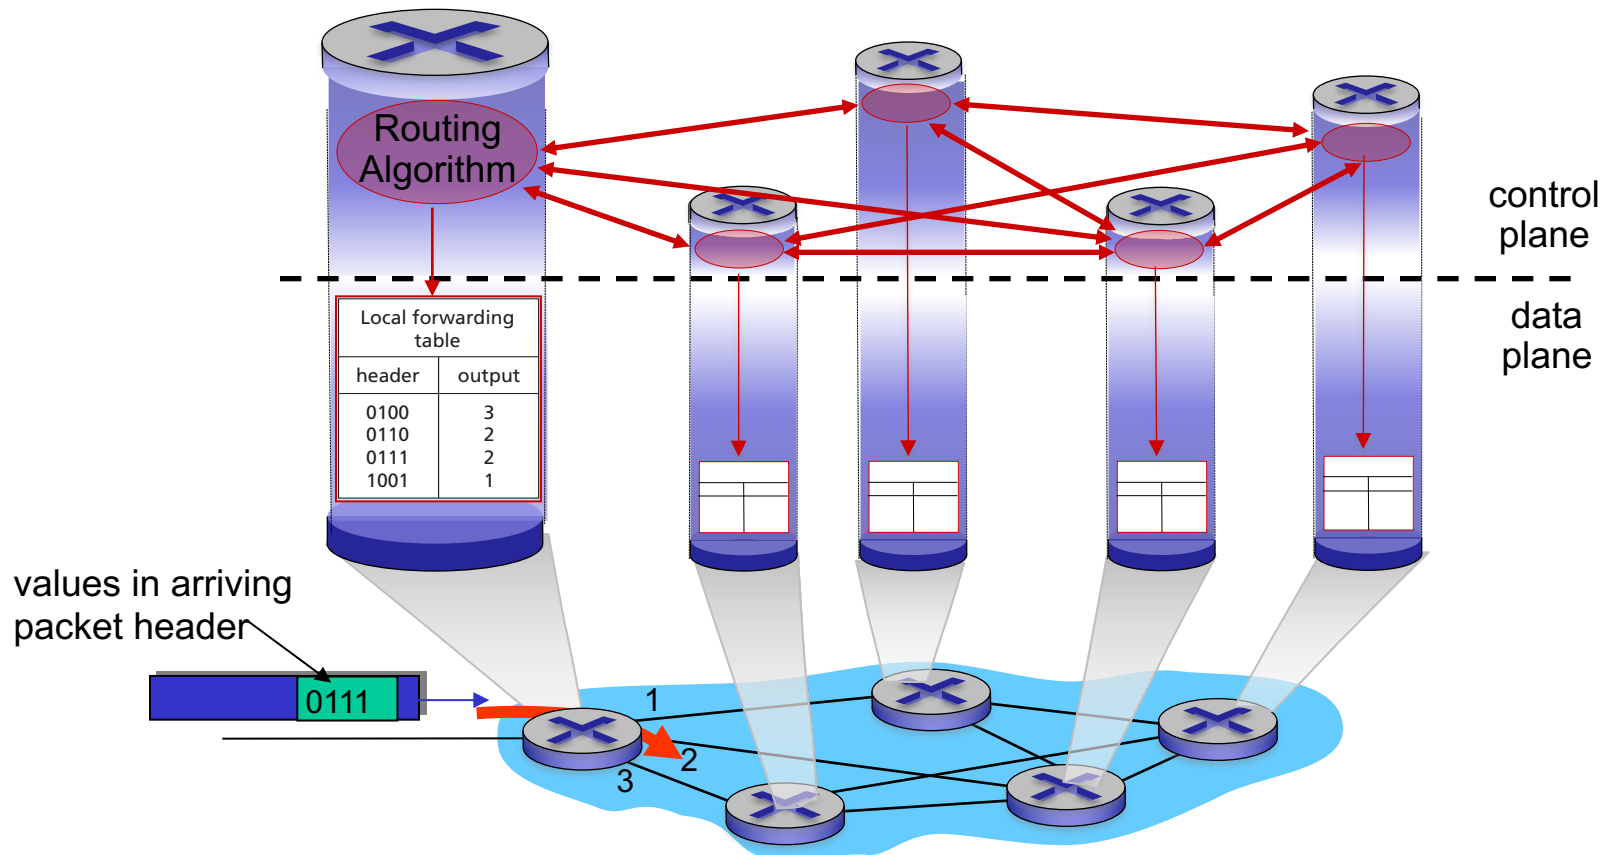 Routing
Algorithm
control
plane
data
plane
Local forwarding
table
header output
0100 3
0110 2
0111 2
1001 1
values in arriving
packet header
0111
1
2
3